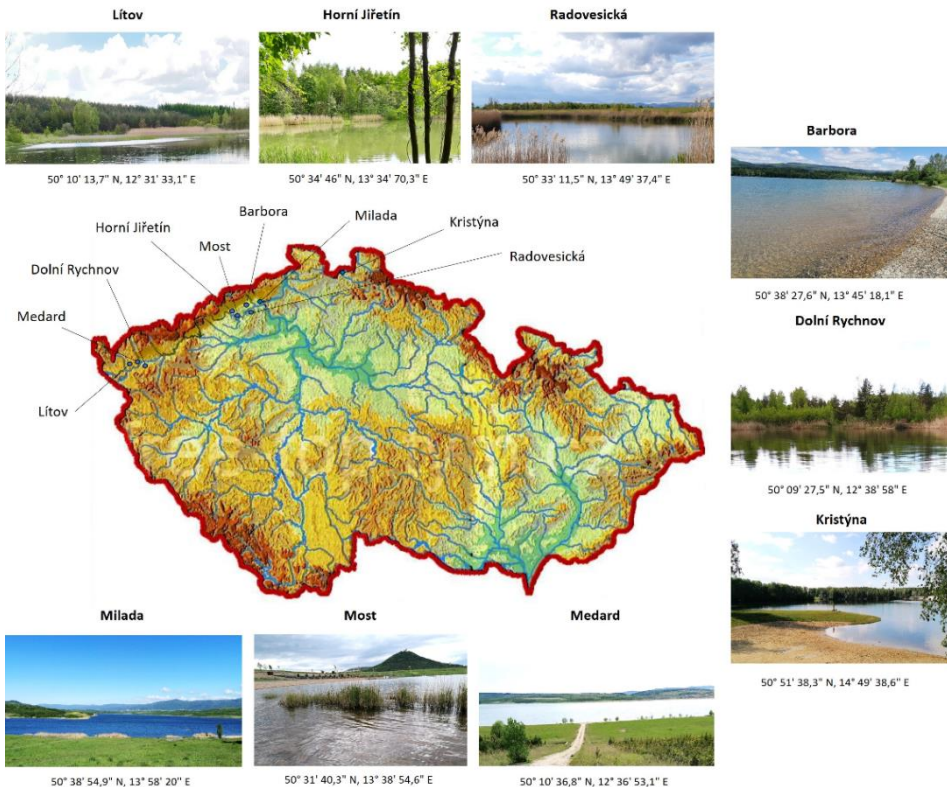 Lítov
Horní Jiřetín
Radovesická
50° 10' 13,7" N, 12° 31' 33,1" E
50° 34' 46" N, 13° 34' 70,3" E
50° 33' 11,5" N, 13° 49' 37,4" E
Barbora
50° 38' 27,6" N, 13° 45' 18,1" E
Barbora
Milada
Kristýna
Horní Jiřetín
Most
Radovesická
Dolní Rychnov
Medard
Lítov
Dolní Rychnov
50° 09' 27,5" N, 12° 38' 58" E
Kristýna
50° 51' 38,3" N, 14° 49' 38,6" E
Milada
Most
Medard
50° 38' 54,9" N, 13° 58' 20" E
50° 31' 40,3" N, 13° 38' 54,6" E
50° 10' 36,8" N, 12° 36' 53,1" E